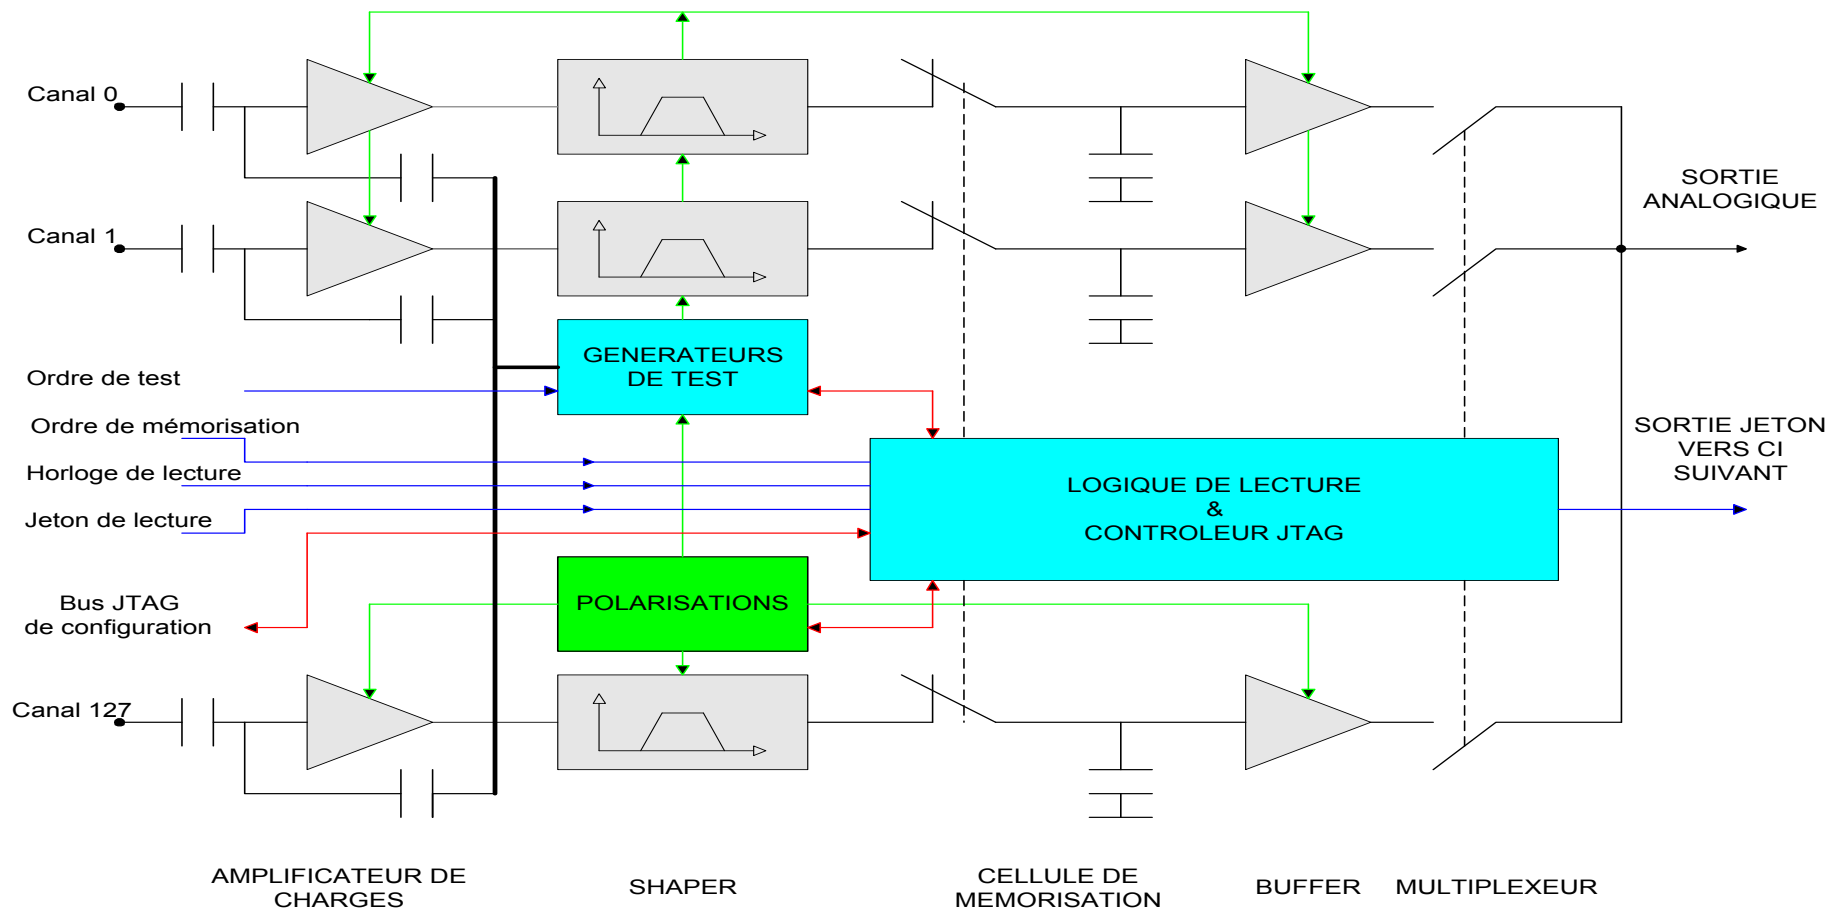 Canal 0
SORTIE
ANALOGIQUE
Canal 1
GENERATEURS
DE TEST
Ordre de test
Ordre de mémorisation
Horloge de lecture
Jeton de lecture
LOGIQUE DE LECTURE
&
CONTROLEUR JTAG
SORTIE JETON
VERS CI
SUIVANT
Bus JTAG
de configuration
POLARISATIONS
Canal 127
AMPLIFICATEUR DE
CHARGES
SHAPER
CELLULE DE
MEMORISATION
BUFFER
MULTIPLEXEUR